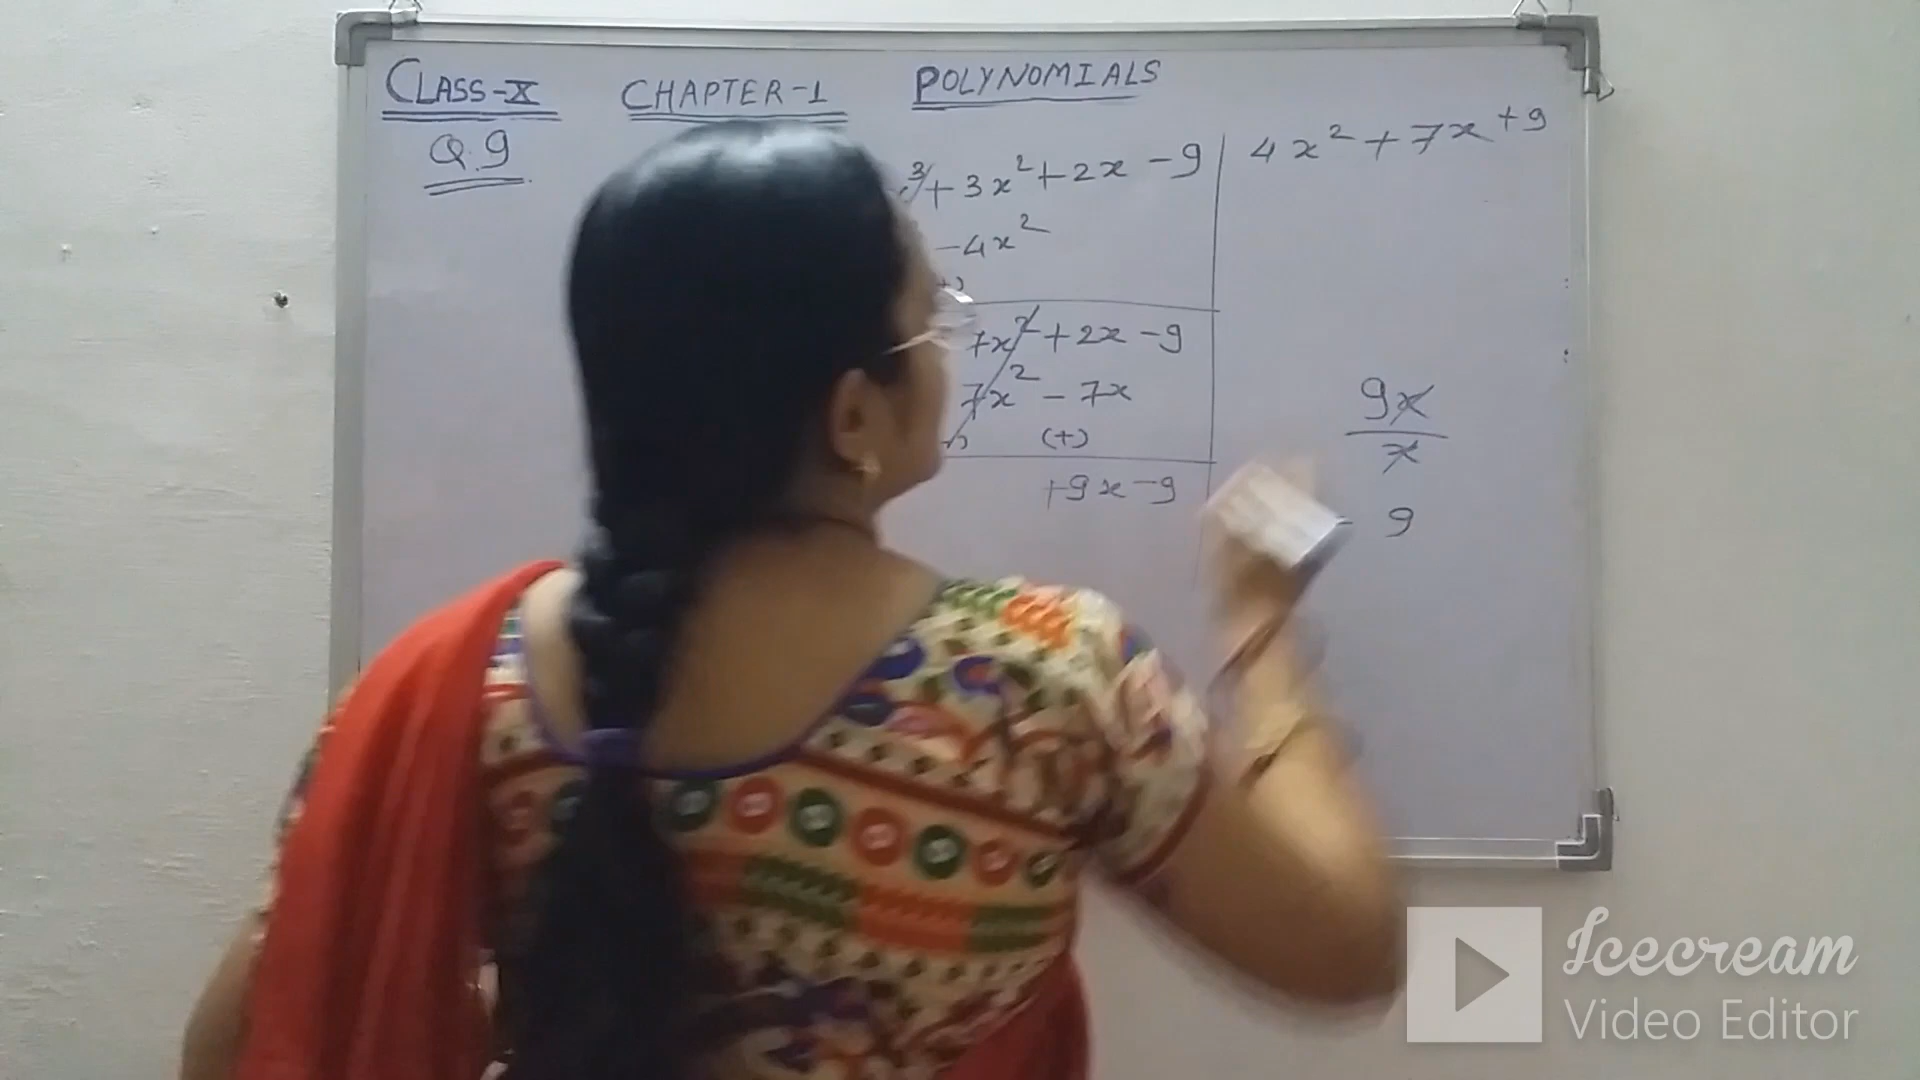 CLASS-X CHAPTER-1 POLYNOMIALS
Q.9
³+3x²+2x-9 4x²+7x+9
-4x²
7x²+2x-9
7x²-7x
(+)
+9x-9
9x
x
9
Icecream
Video Editor